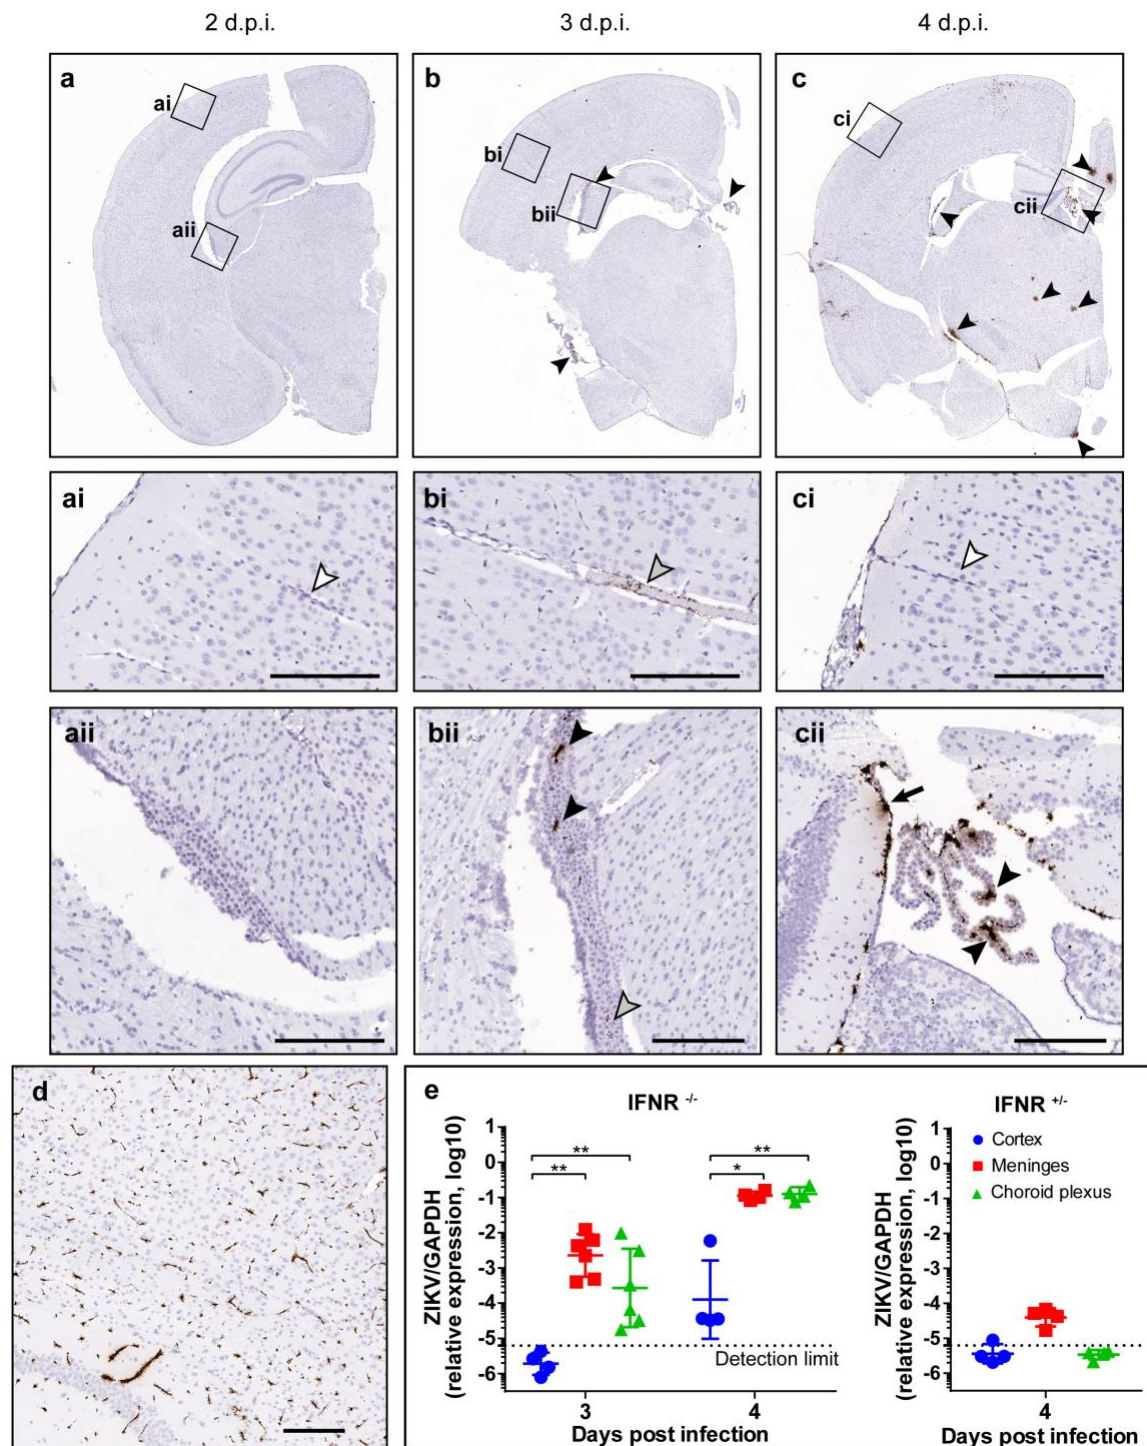 2 d.p.i.
3 d.p.i.
4 d.p.i.
a
ai
aii
b
bi
bii
c
ci
cii
ai
bi
ci
aii
bii
cii
d
e
IFNR -/-
IFNR +/-
ZIKV/GAPDH
(relative expression, log10)
1
0
-1
-2
-3
-4
-5
-6
**
**
**
*
Detection limit
3
4
Days post infection
ZIKV/GAPDH
(relative expression, log10)
1
0
-1
-2
-3
-4
-5
-6
Cortex
Meninges
Choroid plexus
4
Days post infection